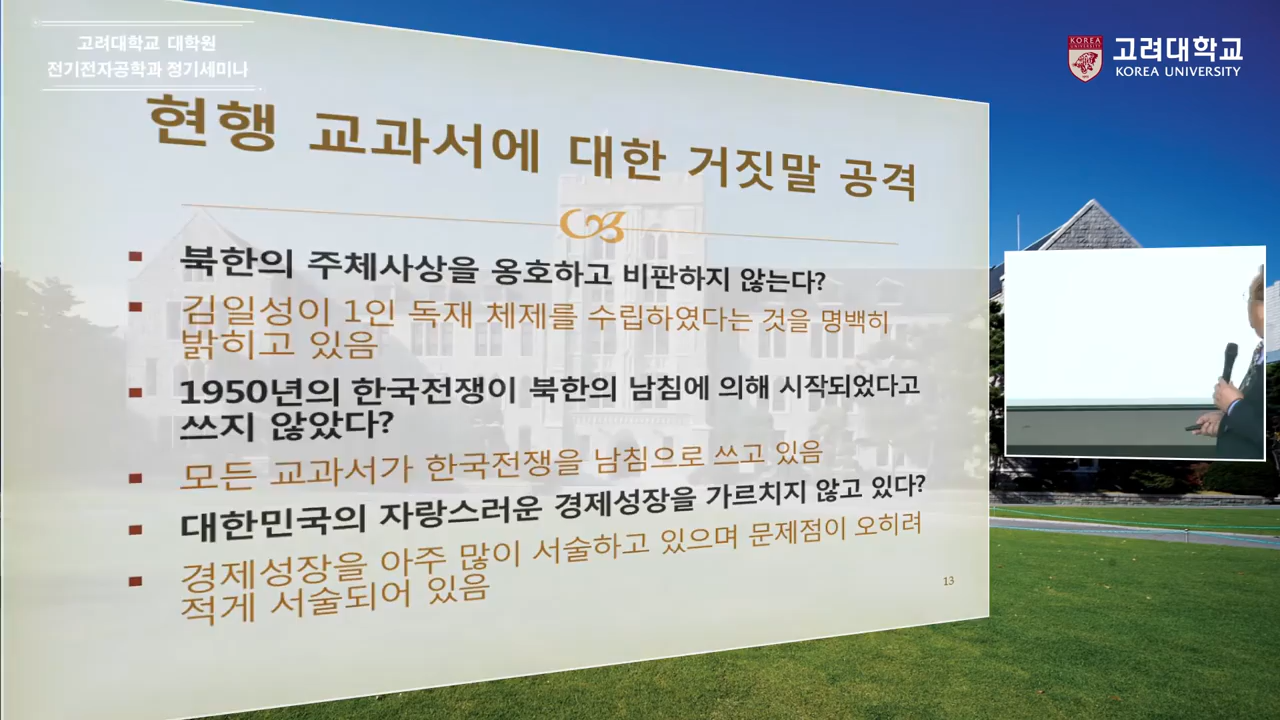 고려대학교 대학원
전기전자공학과 정기세미나
KOREA
고려대학교
KOREA UNIVERSITY
현행 교과서에 대한 거짓말 공격
북한의 주체사상을 옹호하고 비판하지 않는다?
김일성이 1인 독재 체제를 수립하였다는 것을 명백히
밝히고 있음
1950년의 한국전쟁이 북한의 남침에 의해 시작되었다고
쓰지 않았다?
모든 교과서가 한국전쟁을 남침으로 쓰고 있음
대한민국의 자랑스러운 경제성장을 가르치지 않고 있다?
경제성장을 아주 많이 서술하고 있으며 문제점이 오히려
적게 서술되어 있음
13